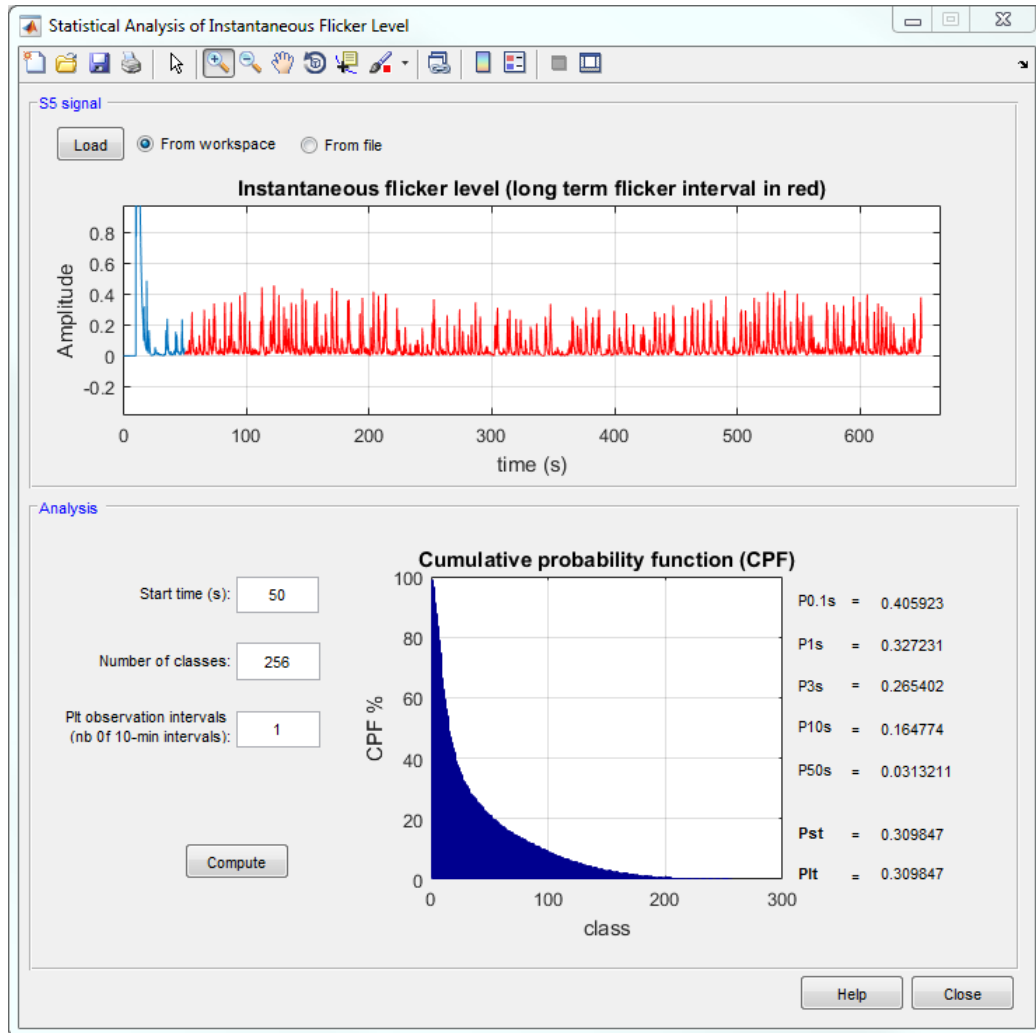 Statistical Analysis of Instantaneous Flicker Level
S5 signal
Load From workspace From file
Instantaneous flicker level (long term flicker interval in red)
0.8
0.6
0.4
0.2
0
-0.2
Amplitude
0 100 200 300 400 500 600
time (s)
Analysis
Start time (s): 50
Number of classes: 256
Plt observation intervals
(nb 0f 10-min intervals): 1
Compute
Cumulative probability function (CPF)
100
80
60
40
20
0
CPF %
0 100 200 300
class
P0.1s = 0.405923
P1s = 0.327231
P3s = 0.265402
P10s = 0.164774
P50s = 0.0313211
Pst = 0.309847
Plt = 0.309847
Help Close